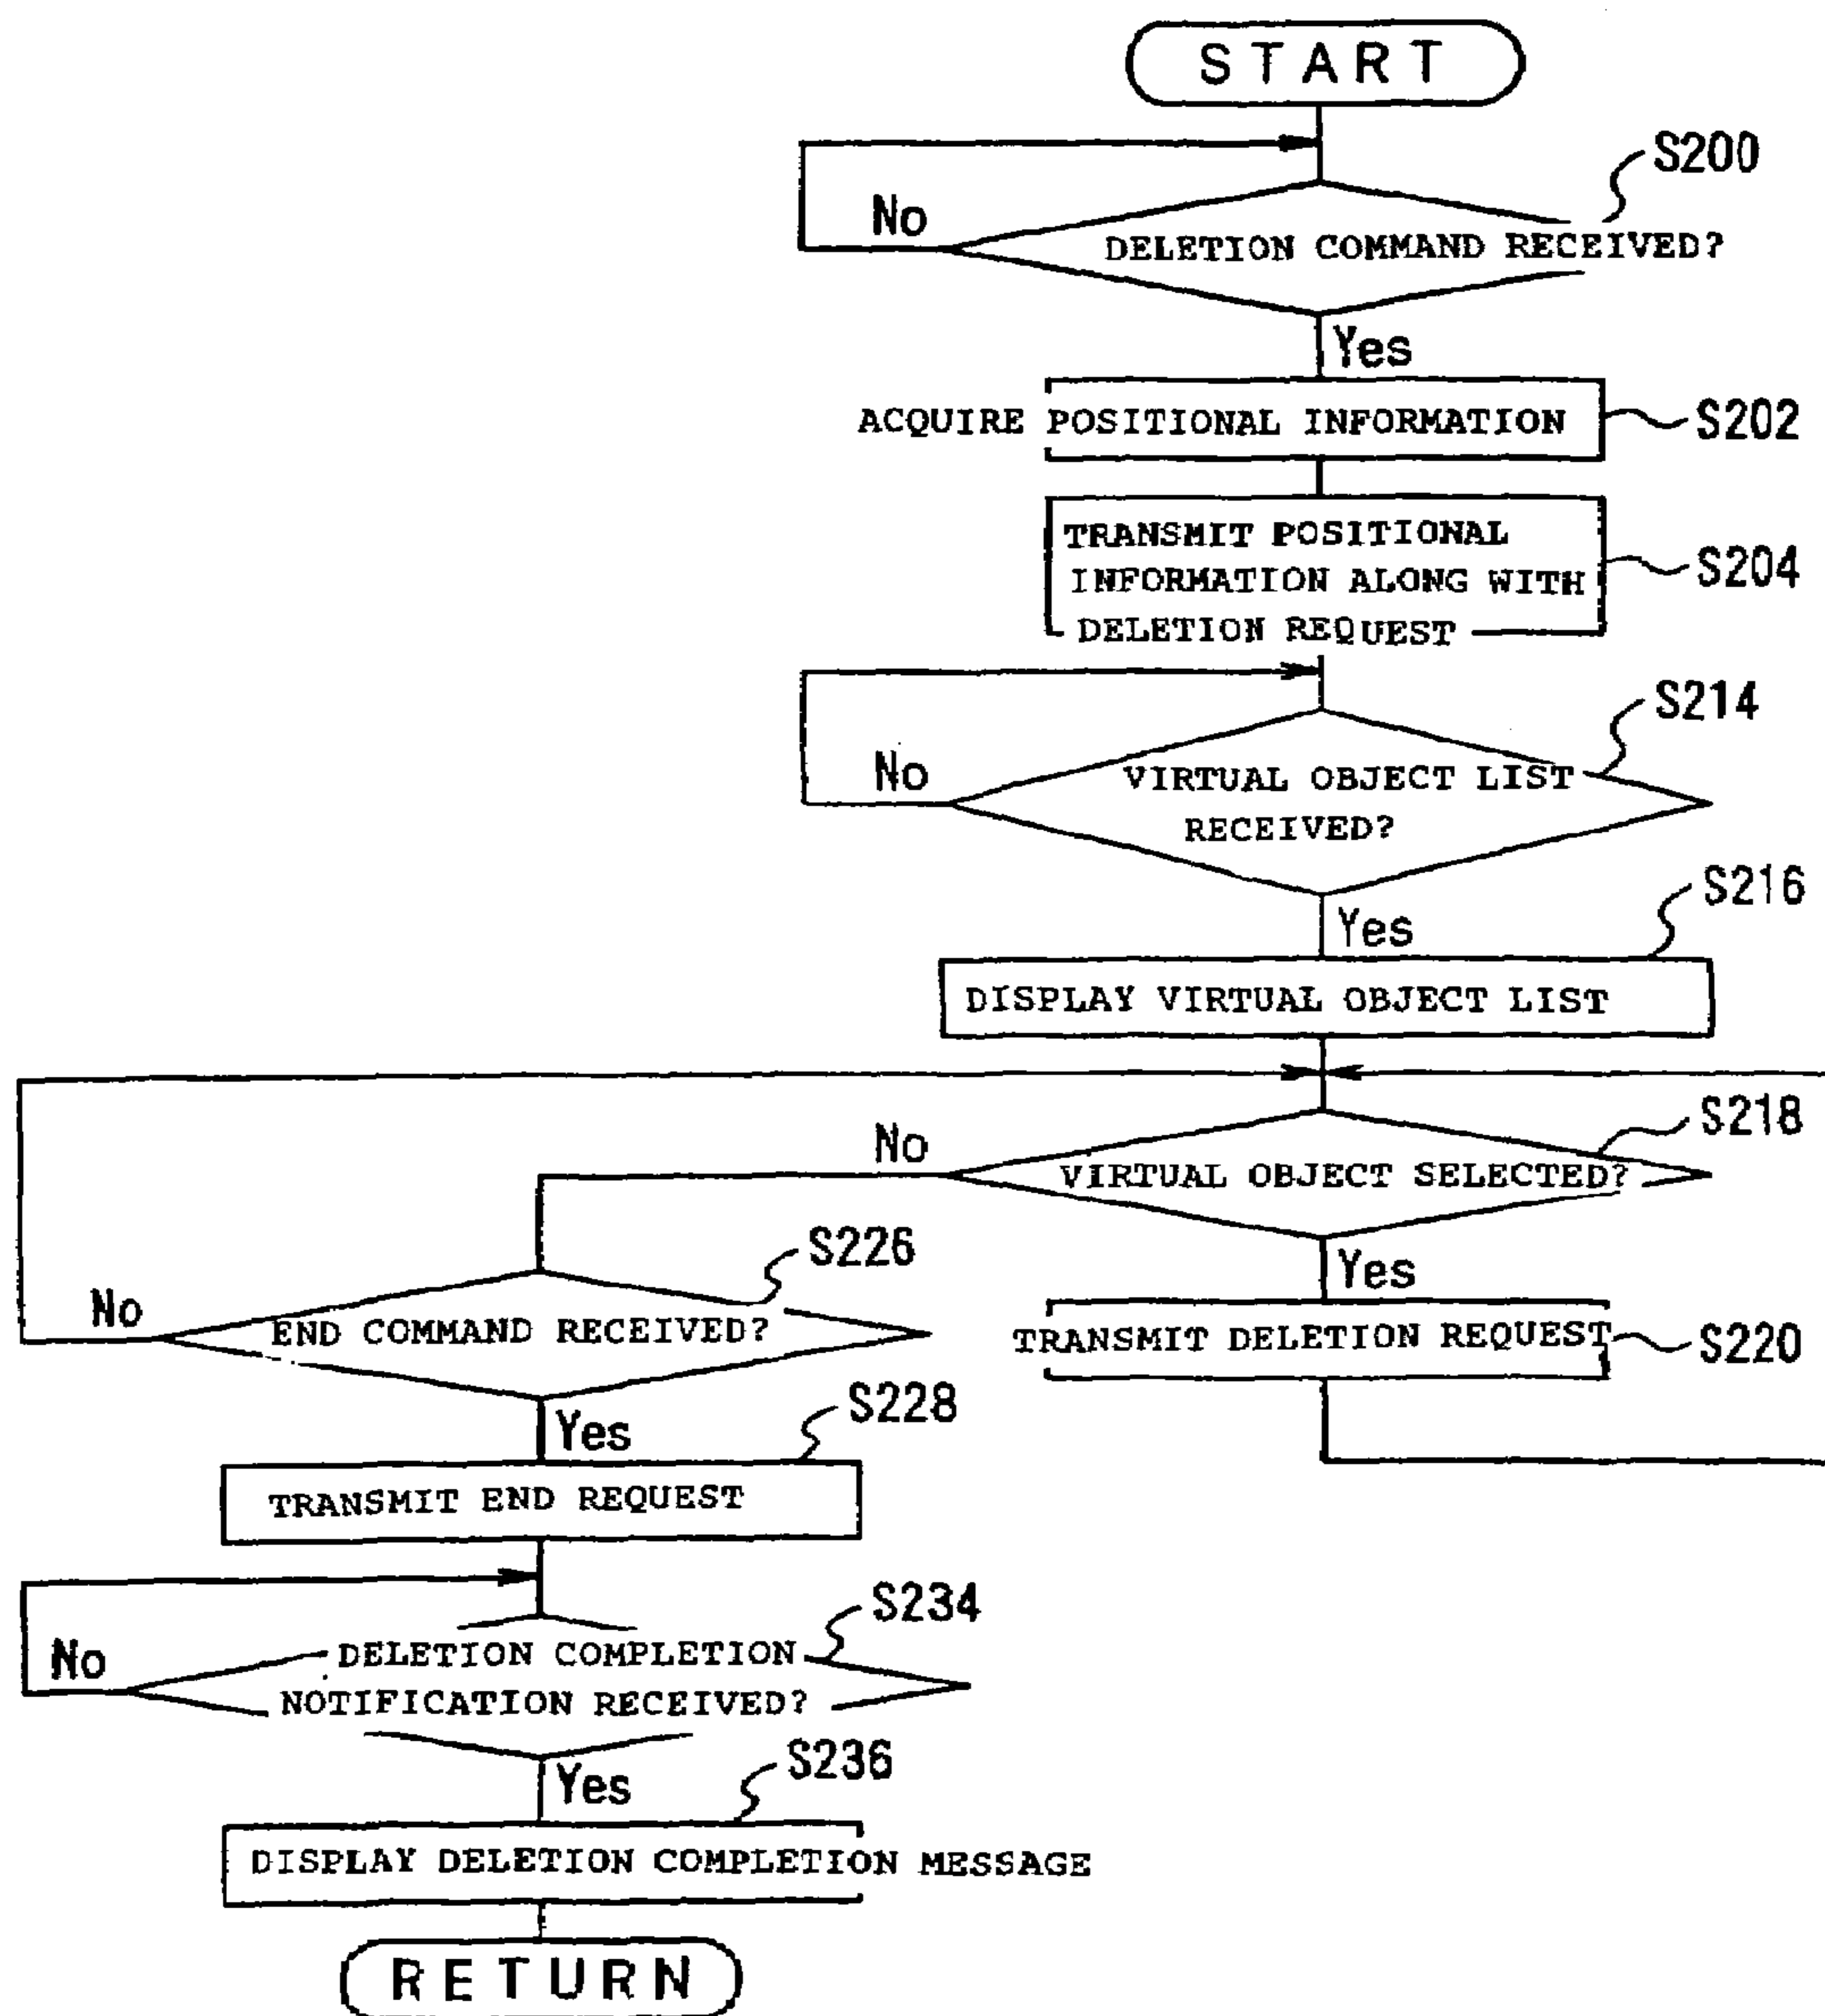 START
S200
No
DELETION COMMAND RECEIVED?
Yes
ACQUIRE POSITIONAL INFORMATION
S202
TRANSMIT POSITIONAL
INFORMATION ALONG WITH
DELETION REQUEST
S204
S214
No
VIRTUAL OBJECT LIST
RECEIVED?
S216
Yes
DISPLAY VIRTUAL OBJECT LIST
S218
No
VIRTUAL OBJECT SELECTED?
Yes
TRANSMIT DELETION REQUEST
S220
S226
No
END COMMAND RECEIVED?
S228
Yes
TRANSMIT END REQUEST
S234
No
DELETION COMPLETION
NOTIFICATION RECEIVED?
S236
Yes
DISPLAY DELETION COMPLETION MESSAGE
RETURN